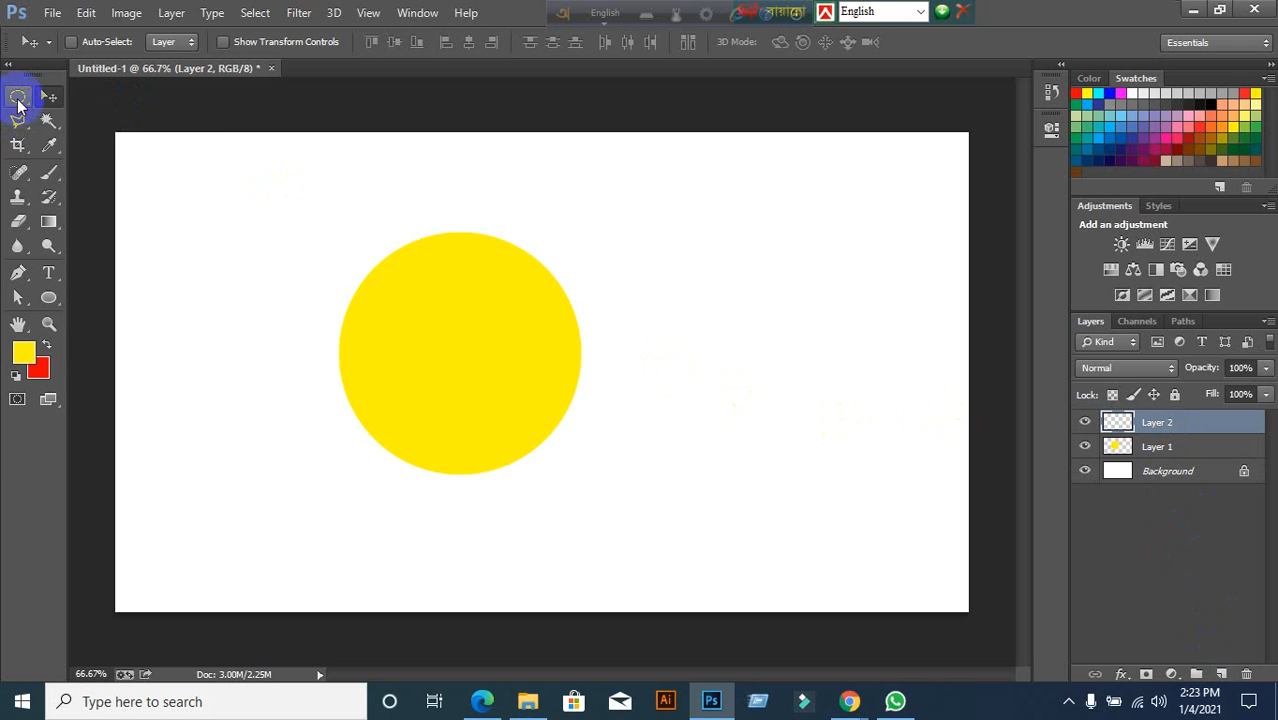 Ps File Edit Image Layer Type Select Filter 3D View Window Help
English
English
Auto-Select: Layer Show Transform Controls 3D Mode: Essentials
Untitled-1 @ 66.7% (Layer 2, RGB/8) *
Color Swatches
Adjustments Styles
Add an adjustment
Layers Channels Paths
Kind
Normal Opacity: 100%
Lock: Fill: 100%
Layer 2
Layer 1
Background
66.67% Doc: 3.00M/2.25M
Type here to search
Ai Ps
2:23 PM
1/4/2021